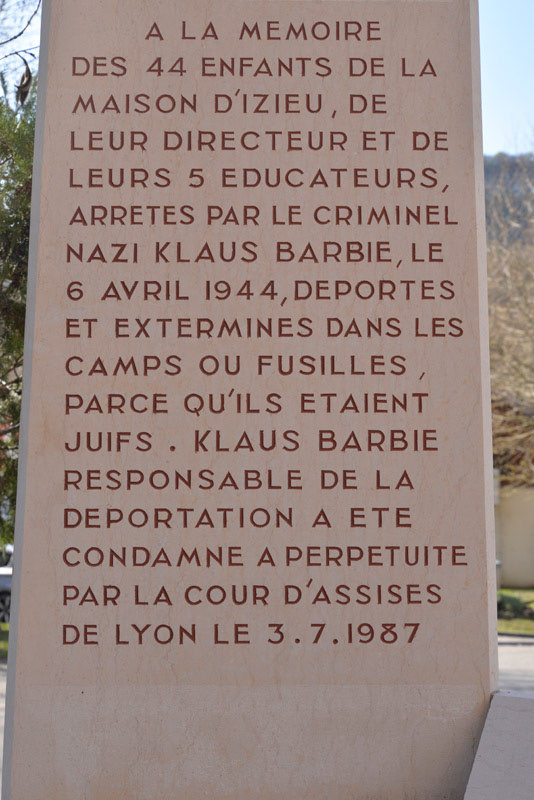 A LA MEMOIRE
DES 44 ENFANTS DE LA
MAISON D'IZIEU, DE
LEUR DIRECTEUR ET DE
LEURS 5 EDUCATEURS,
ARRETES PAR LE CRIMINEL
NAZI KLAUS BARBIE, LE
6 AVRIL 1944, DEPORTES
ET EXTERMINES DANS LES
CAMPS OU FUSILLES,
PARCE QU'ILS ETAIENT
JUIFS. KLAUS BARBIE
RESPONSABLE DE LA
DEPORTATION A ETE
CONDAMNE A PERPETUITE
PAR LA COUR D'ASSISES
DE LYON LE 3.7.1987